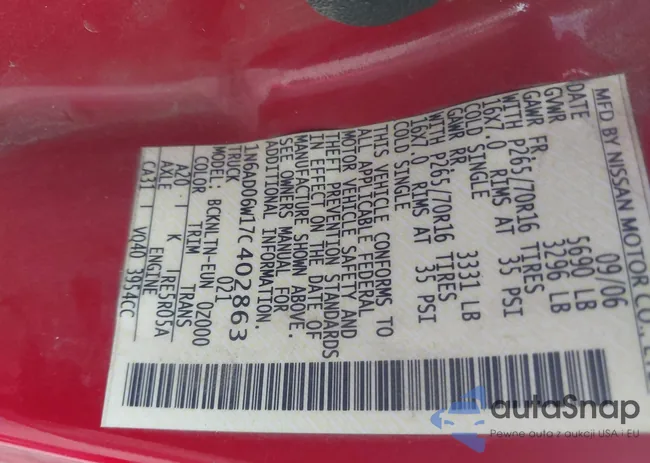 MFD BY NISSAN MOTOR CO., LTD
DATE 09/06
GVWR 5690 LB
GAWR FR. 3296 LB
WITH P265/70R16 TIRES
16X7.0 RIMS AT 35 PSI
COLD SINGLE
GAWR RR 3331 LB
WITH P265/70R16 TIRES
16X7.0 RIMS AT 35 PSI
COLD SINGLE
THIS VEHICLE CONFORMS TO
ALL APPLICABLE FEDERAL
MOTOR VEHICLE SAFETY AND
THEFT PREVENTION STANDARDS
IN EFFECT ON THE DATE OF
MANUFACTURE SHOWN ABOVE.
SEE OWNERS MANUAL FOR
ADDITIONAL INFORMATION.
1N6AD06W17C402863
TRUCK 021
MODEL: BCKNLTN-EUN 0Z000
COLOR TRIM TRANS
A20 K RE5R05A
AXLE ENGINE
CA31 VQ40 3954CC
autoSnap
Pewne auta z aukcji USA i EU